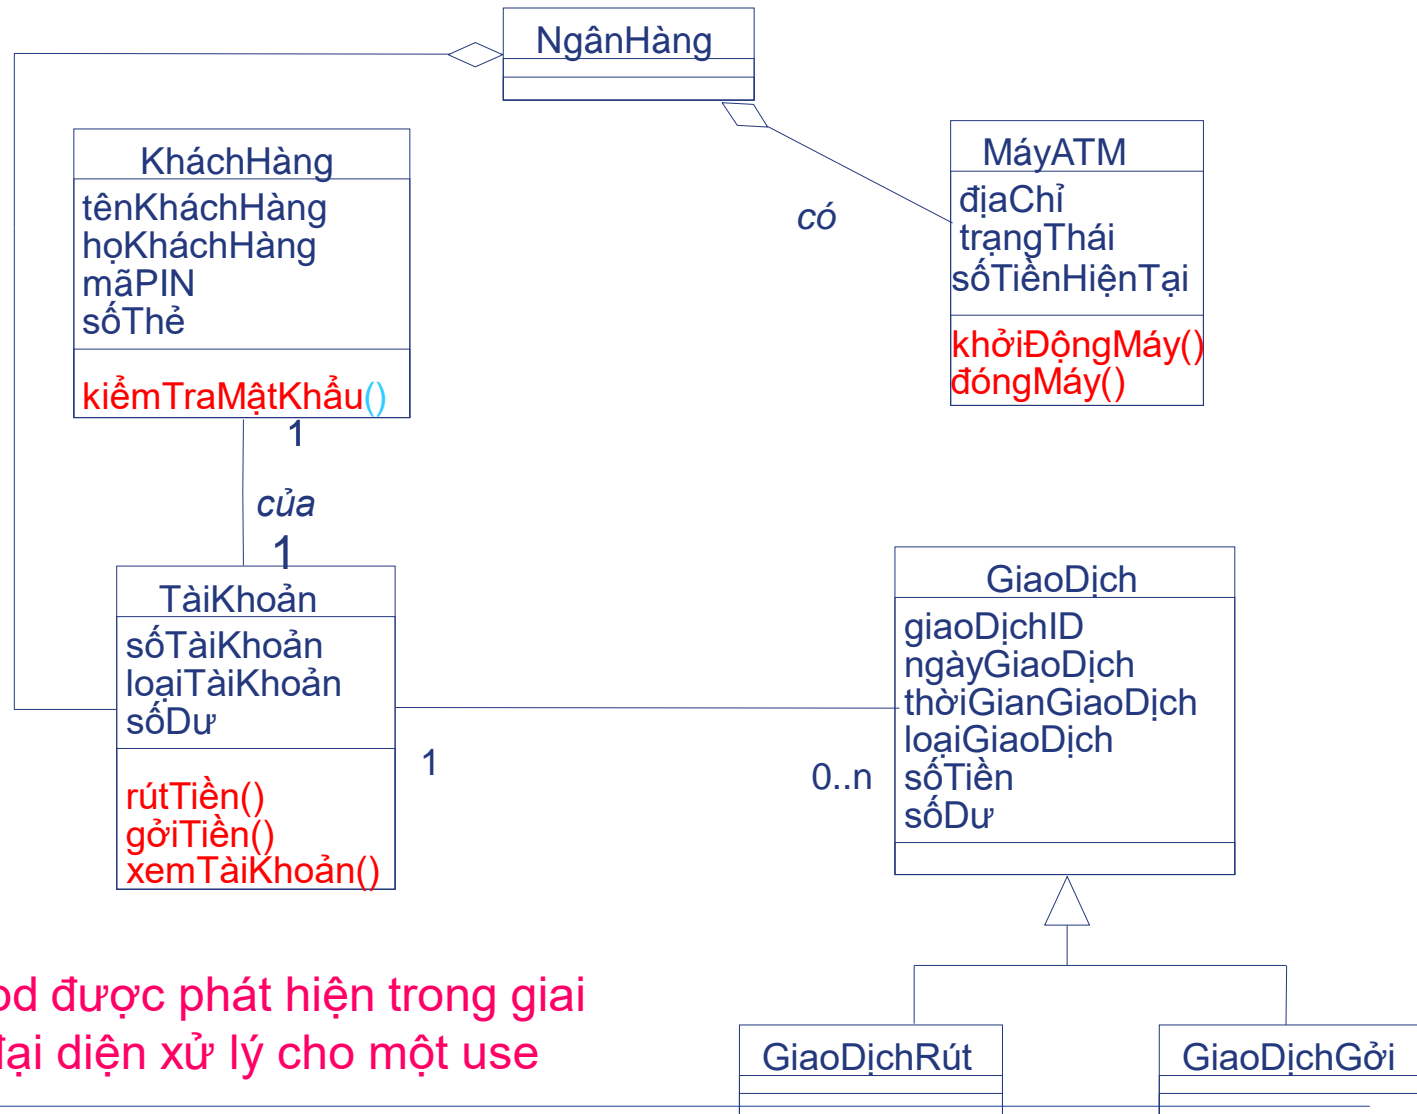 NgânHàng
KháchHàng
tênKháchHàng
họKháchHàng
mãPIN
sốThẻ
kiểmTraMậtKhẩu()
1
của
1
có
MáyATM
địaChỉ
trạngThái
sốTiềnHiệnTại
khởiĐộngMáy()
đóngMáy()
TàiKhoản
sốTàiKhoản
loạiTàiKhoản
sốDư
rútTiền()
gởiTiền()
xemTàiKhoản()
1
0..n
GiaoDịch
giaoDịchID
ngàyGiaoDịch
thờiGianGiaoDịch
loạiGiaoDịch
sốTiền
sốDư
được phát hiện trong giai
đại diện xử lý cho một use
GiaoDịchRút
GiaoDịchGởi